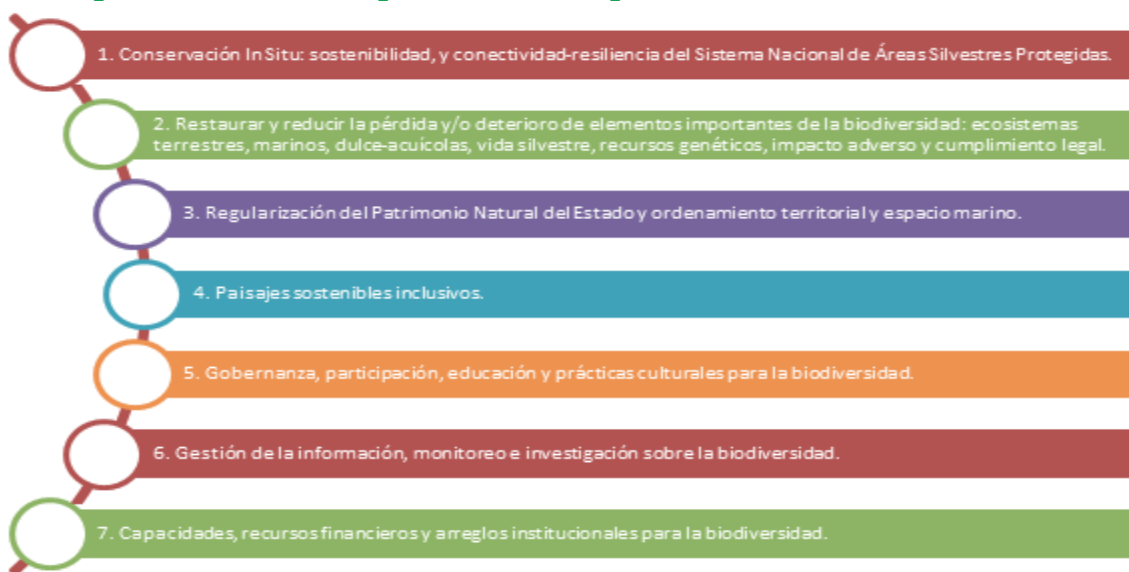 1. Conservación In Situ: sostenibilidad, y conectividad-resiliencia del Sistema Nacional de Áreas Silvestres Protegidas.
2. Restaurar y reducir la pérdida y/o deterioro de elementos importantes de la biodiversidad: ecosistemas
terrestres, marinos, dulce-acuícolas, vida silvestre, recursos genéticos, impacto adverso y cumplimiento legal.
3. Regularización del Patrimonio Natural del Estado y ordenamiento territorial y espacio marino.
4. Paisajes sostenibles inclusivos.
5. Gobernanza, participación, educación y prácticas culturales para la biodiversidad.
6. Gestión de la información, monitoreo e investigación sobre la biodiversidad.
7. Capacidades, recursos financieros y arreglos institucionales para la biodiversidad.